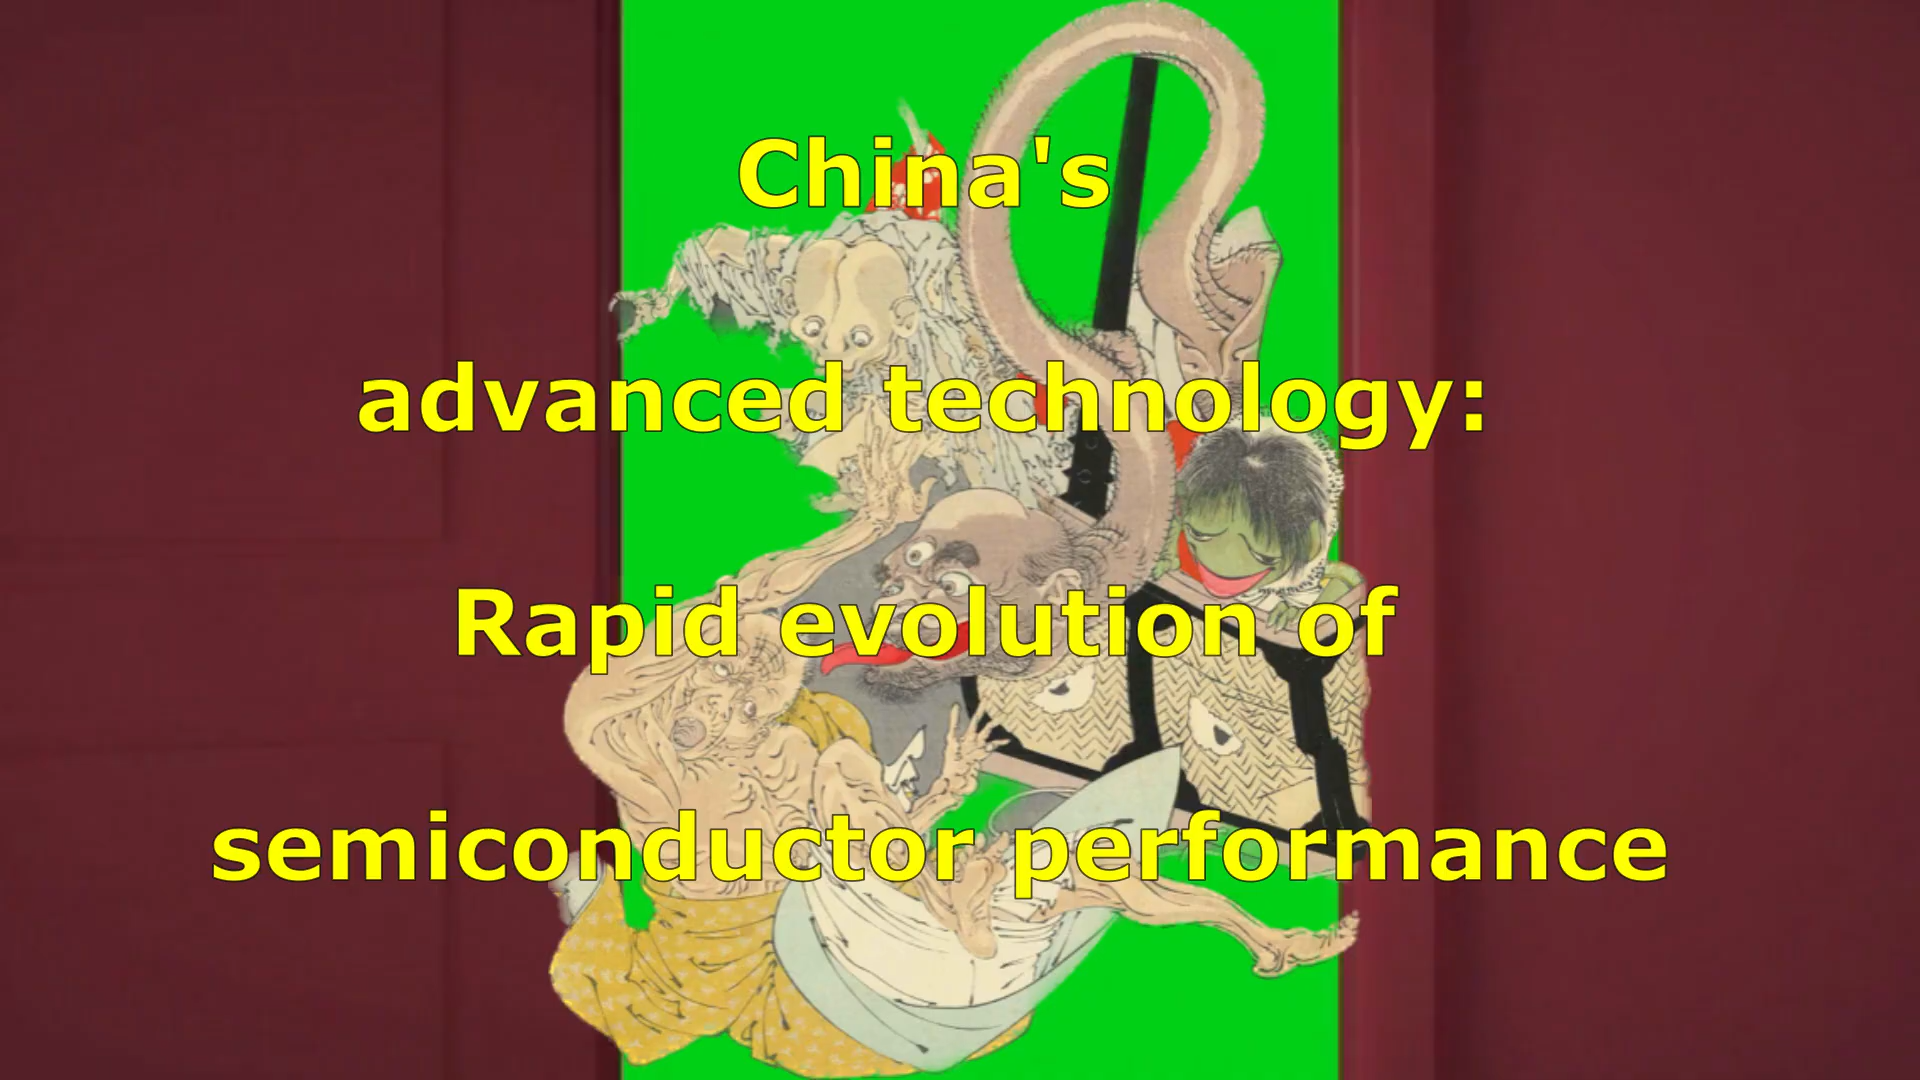 China's
advanced technology:
Rapid evolution of
semiconductor performance